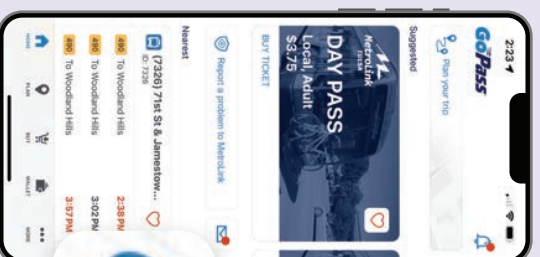 2:23
GoPass
Plan your trip
Suggested
MetroLink
TULSA
DAY PASS
Local, Adult
$3.75
BUY TICKET
Report a problem to MetroLink
Nearest
(7326) 71st St & Jamestow...
ID: 7326
490 To Woodland Hills 2:38PM
490 To Woodland Hills 3:02PM
490 To Woodland Hills 3:57PM
HOME PLAN BUY WALLET MORE